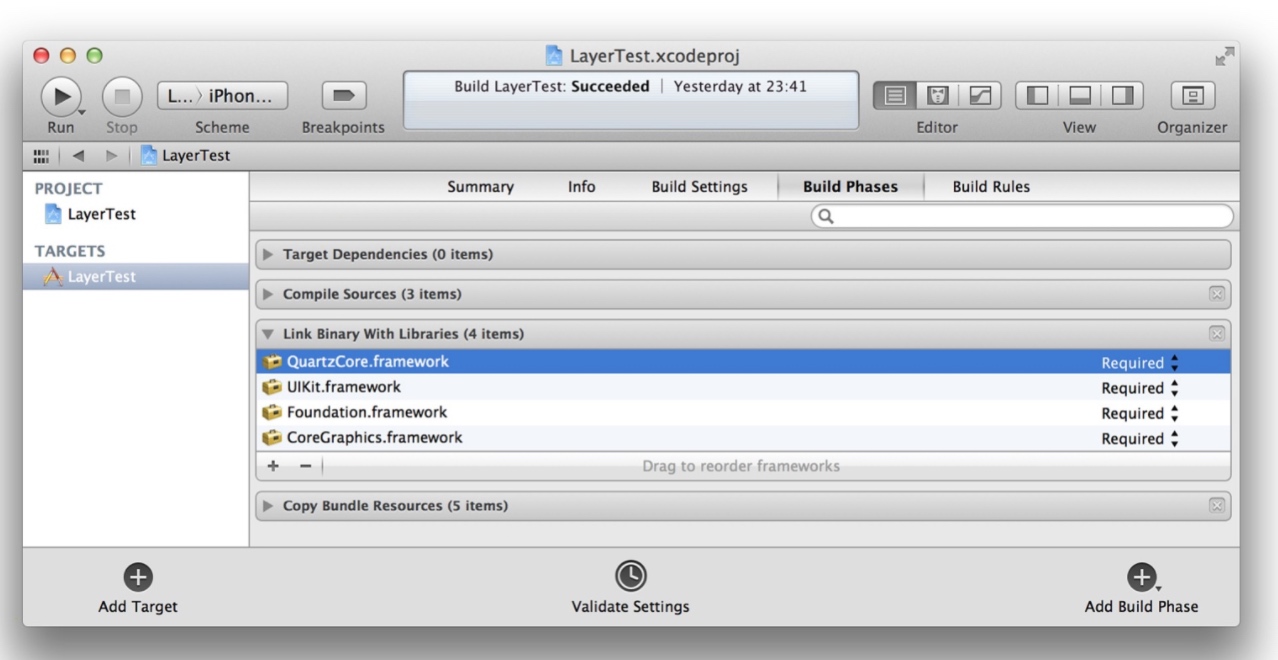 LayerTest.xcodeproj
L... › iPhon...
Build LayerTest: Succeeded | Yesterday at 23:41
Run Stop Scheme Breakpoints Editor View Organizer
LayerTest
PROJECT
LayerTest
TARGETS
LayerTest
Summary Info Build Settings Build Phases Build Rules
Target Dependencies (0 items)
Compile Sources (3 items)
Link Binary With Libraries (4 items)
QuartzCore.framework Required
UIKit.framework Required
Foundation.framework Required
CoreGraphics.framework Required
+ − Drag to reorder frameworks
Copy Bundle Resources (5 items)
Add Target Validate Settings Add Build Phase